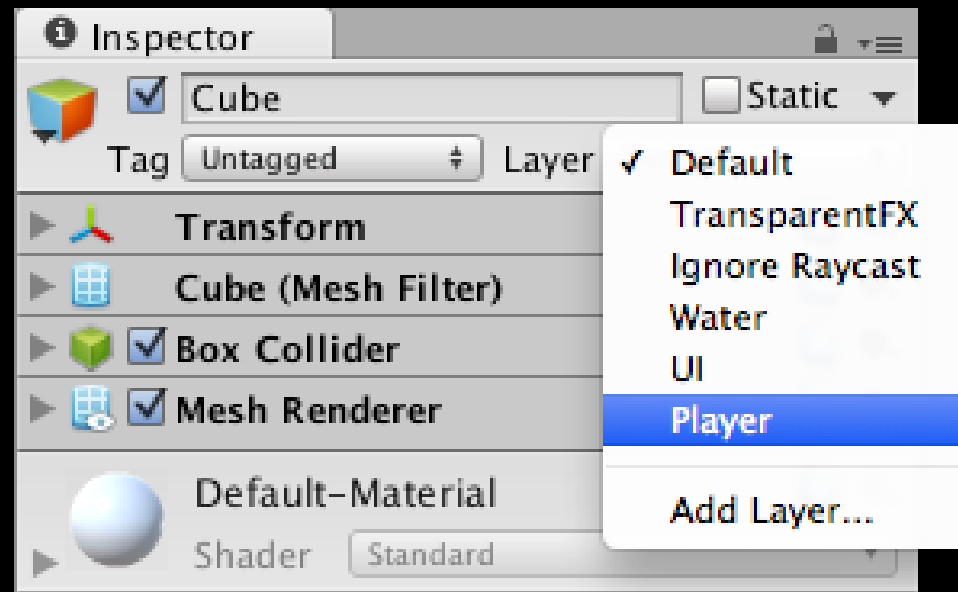 Inspector
Cube Static
Tag Untagged Layer
✓ Default
TransparentFX
Ignore Raycast
Water
UI
Player
Add Layer...
Transform
Cube (Mesh Filter)
Box Collider
Mesh Renderer
Default-Material
Shader Standard